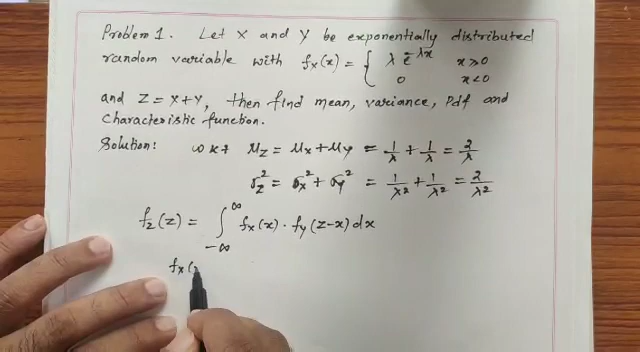 Problem 1. Let X and Y be exponentially distributed
random variable with fx(x) = { λ e^-λx x>0
0 x<0
and Z = X+Y, then find mean, variance, Pdf and
characteristic function.
Solution: W K T μz = μx + μy = 1/λ + 1/λ = 2/λ
σz² = σx² + σy² = 1/λ² + 1/λ² = 2/λ²
fz(z) = ∫ -∞ ∞ fx(x) · fy(z-x) dx
fx(